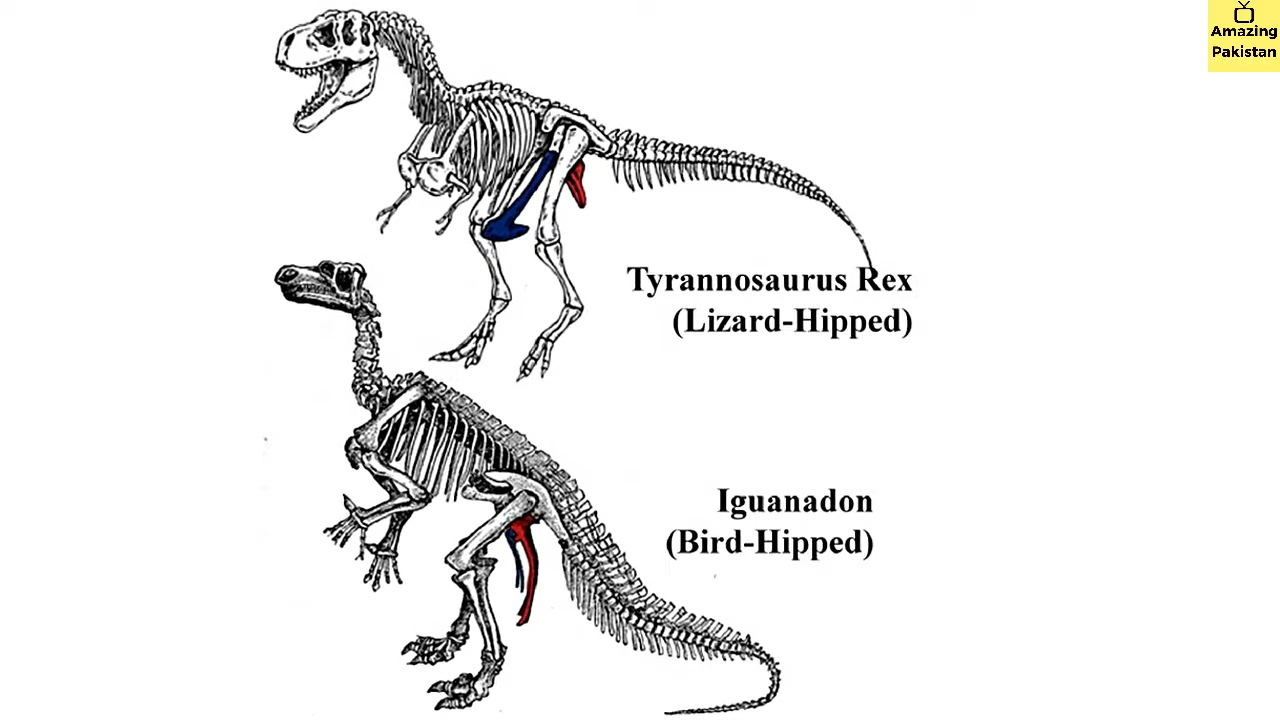 Amazing
Pakistan
Tyrannosaurus Rex
(Lizard-Hipped)
Iguanadon
(Bird-Hipped)